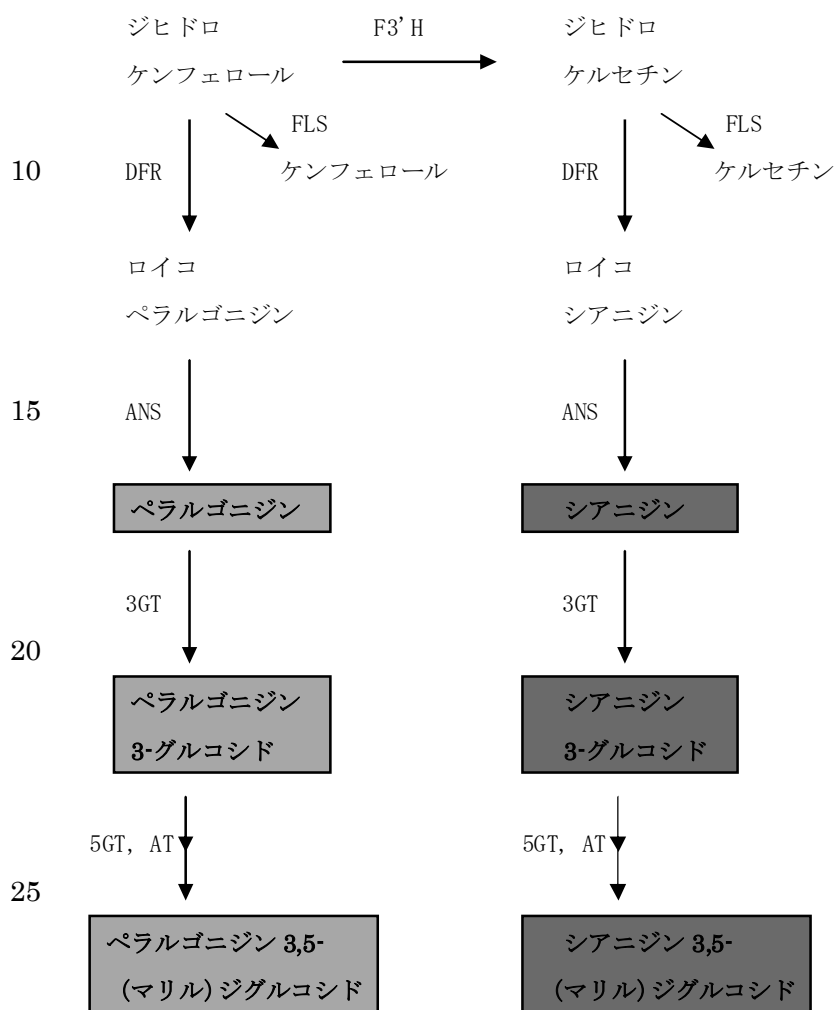 ジヒドロ F3'H ジヒドロ
ケンフェロール ケルセチン
FLS FLS
10 DFR ケンフェロール DFR ケルセチン
ロイコ ロイコ
ペラルゴニジン シアニジン
15 ANS ANS
ペラルゴニジン シアニジン
3GT 3GT
20
ペラルゴニジン シアニジン
3-グルコシド 3-グルコシド
5GT, AT 5GT, AT
25
ペラルゴニジン 3,5- シアニジン 3,5-
(マリル)ジグルコシド (マリル)ジグルコシド